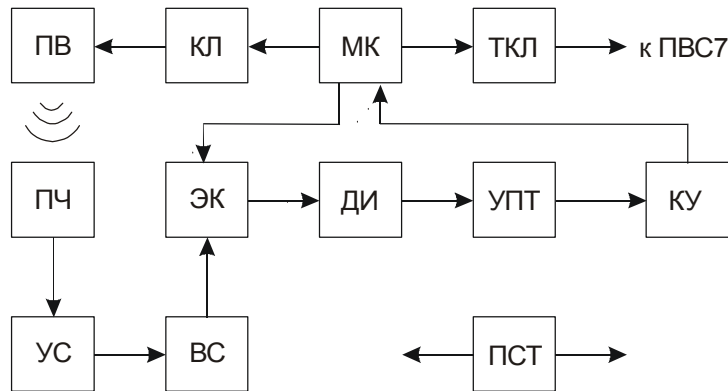 ПВ КЛ МК ТКЛ к ПВС7
ПЧ ЭК ДИ УПТ КУ
УС ВС ПСТ